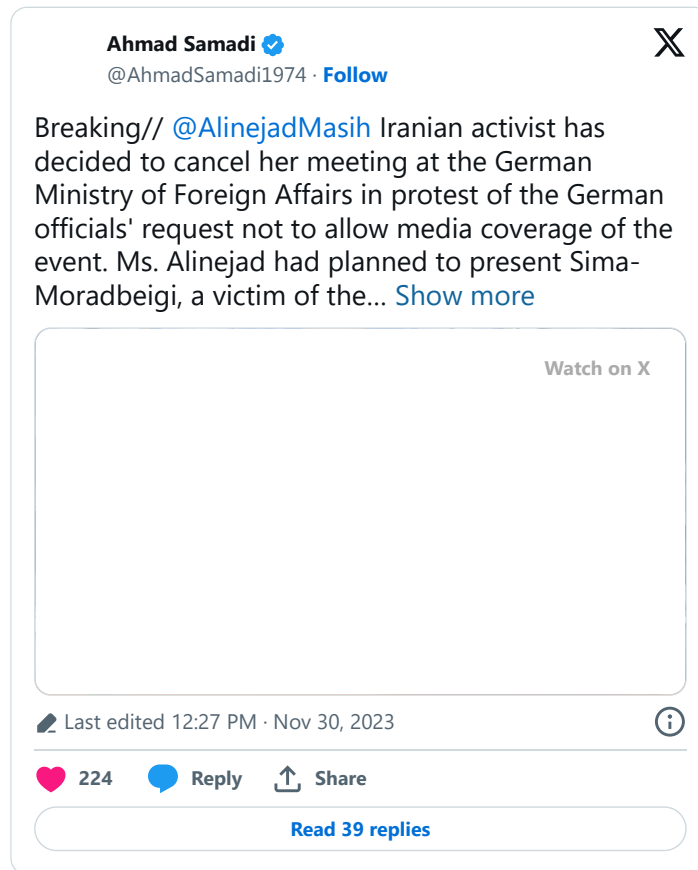 Ahmad Samadi
@AhmadSamadi1974 · Follow
Breaking// @AlinejadMasih Iranian activist has
decided to cancel her meeting at the German
Ministry of Foreign Affairs in protest of the German
officials' request not to allow media coverage of the
event. Ms. Alinejad had planned to present Sima-
Moradbeigi, a victim of the... Show more
Watch on X
Last edited 12:27 PM · Nov 30, 2023
224 Reply Share
Read 39 replies